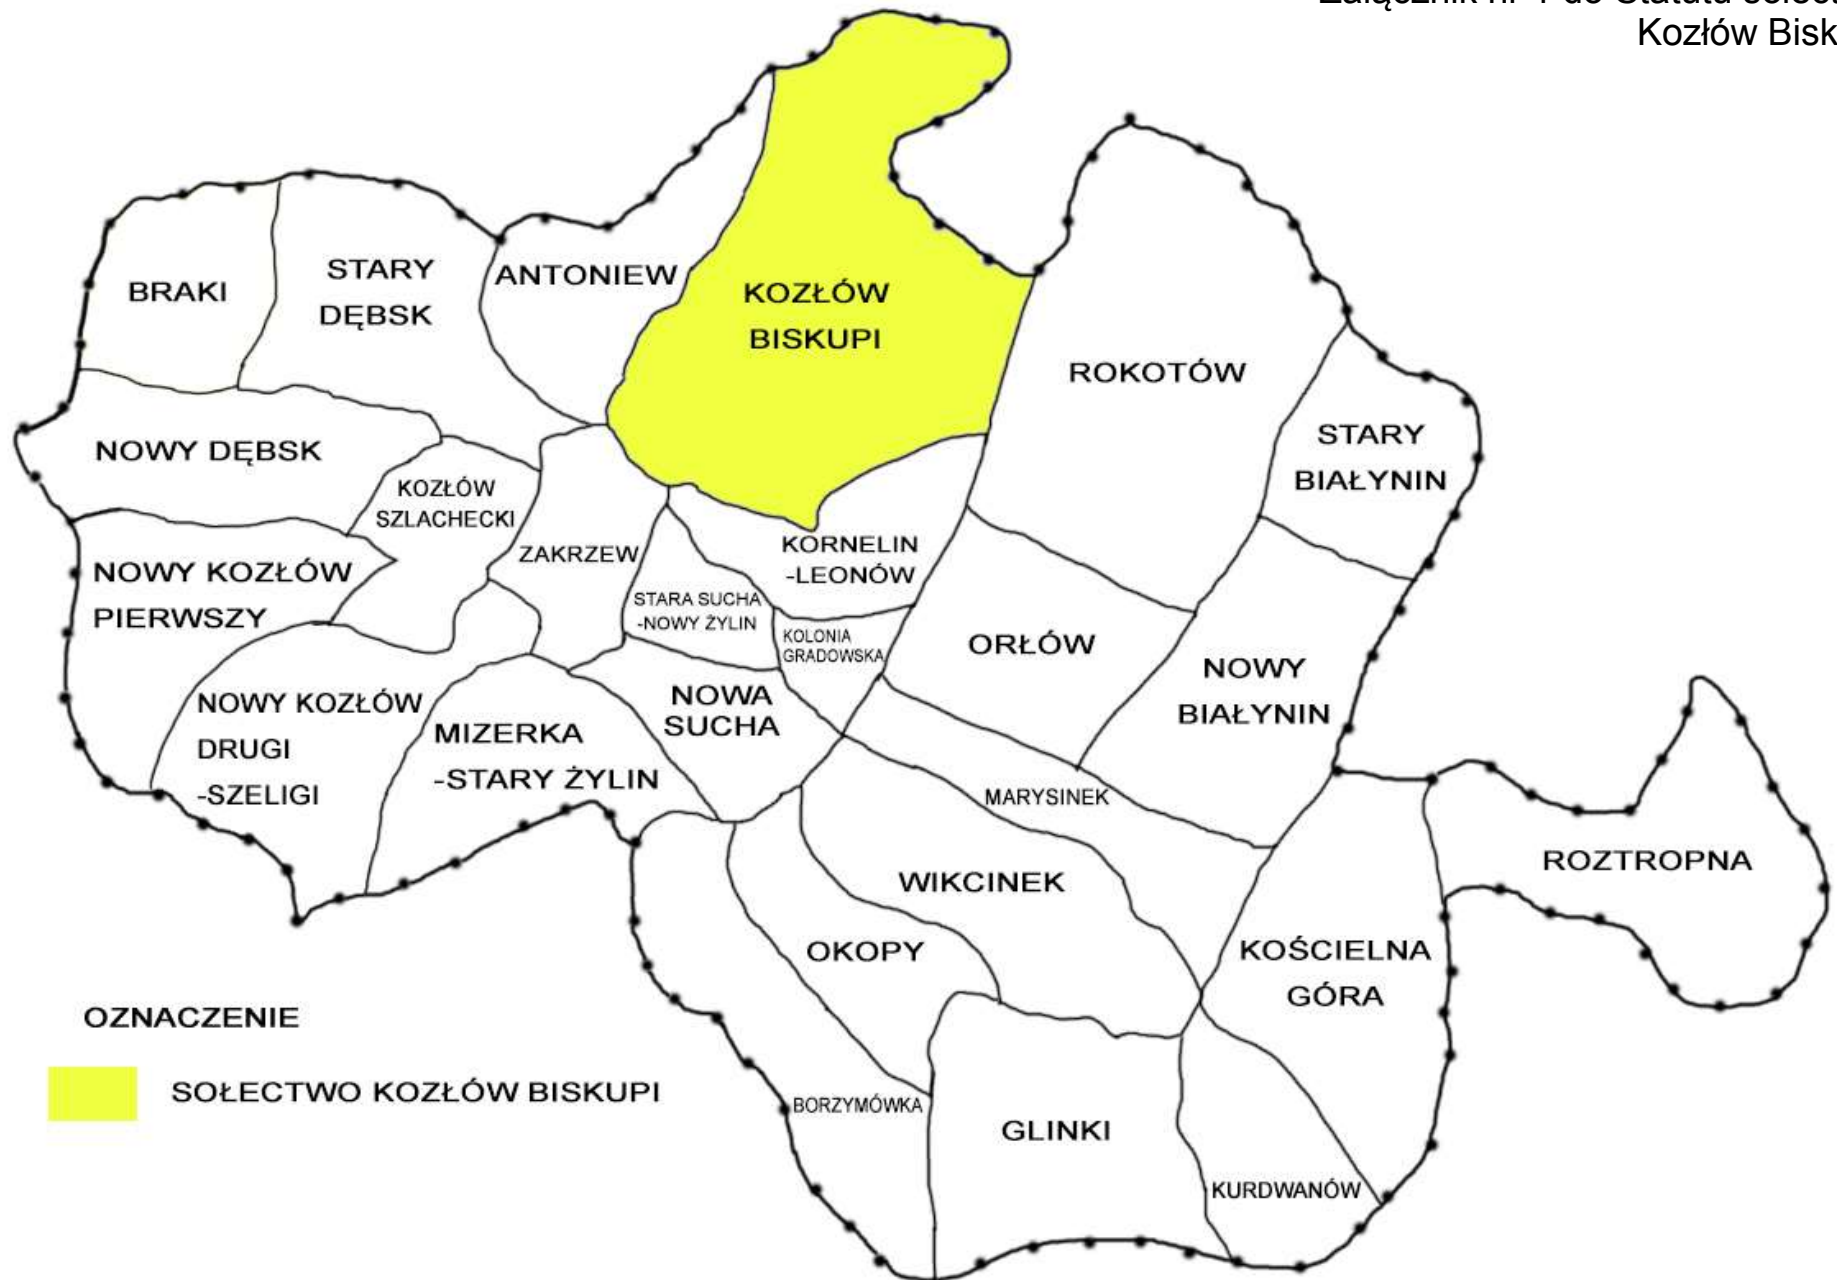 Kozłów Bisk
BRAKI
STARY
DĘBSK
ANTONIEW
KOZŁÓW
BISKUPI
ROKOTÓW
STARY
BIAŁYNIN
NOWY DĘBSK
KOZŁÓW
SZLACHECKI
ZAKRZEW
KORNELIN
-LEONÓW
NOWY KOZŁÓW
PIERWSZY
STARA SUCHA
-NOWY ŻYLIN
KOLONIA
GRADOWSKA
ORŁÓW
NOWY
BIAŁYNIN
NOWY KOZŁÓW
DRUGI
-SZELIGI
MIZERKA
-STARY ŻYLIN
NOWA
SUCHA
MARYSINEK
WIKCINEK
ROZTROPNA
OKOPY
KOŚCIELNA
GÓRA
BORZYMÓWKA
GLINKI
KURDWANÓW
OZNACZENIE
SOŁECTWO KOZŁÓW BISKUPI